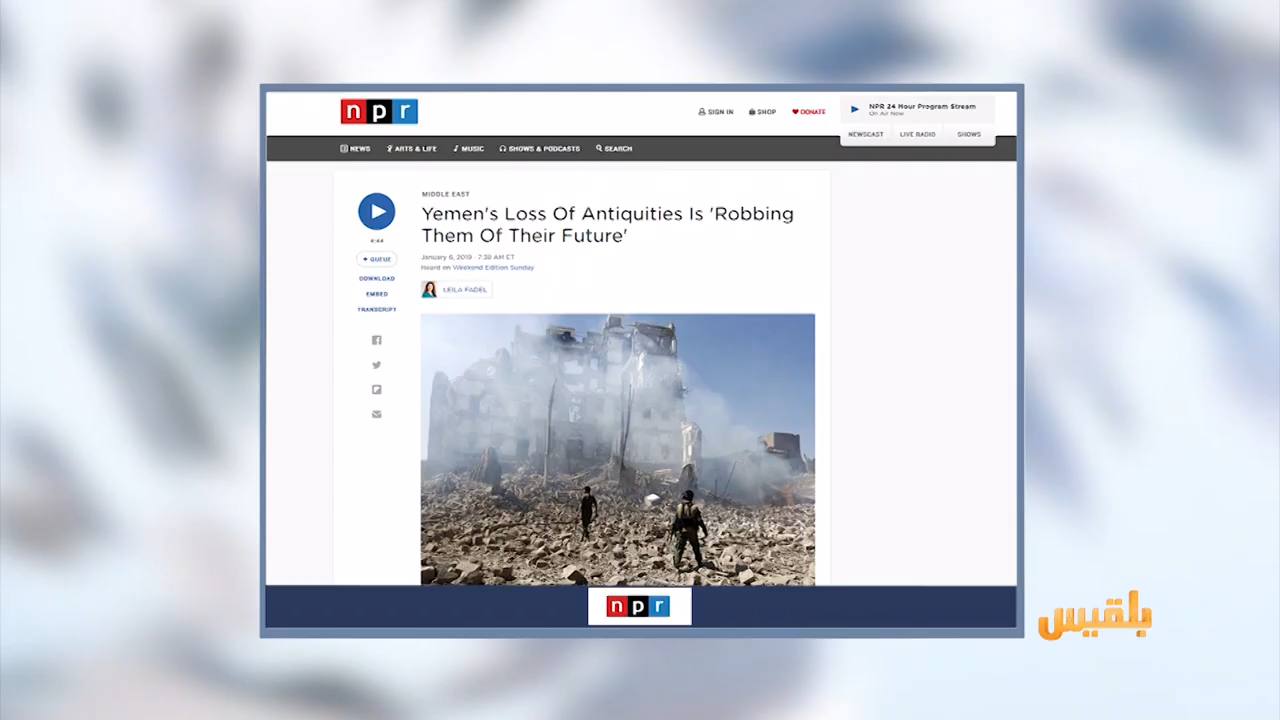 npr
SIGN IN
SHOP
DONATE
NPR 24 Hour Program Stream
On Air Now
NEWSCAST
LIVE RADIO
SHOWS
NEWS
ARTS & LIFE
MUSIC
SHOWS & PODCASTS
SEARCH
4:44
+ QUEUE
DOWNLOAD
EMBED
TRANSCRIPT
MIDDLE EAST
Yemen's Loss Of Antiquities Is 'Robbing
Them Of Their Future'
January 6, 2019 · 7:39 AM ET
Heard on Weekend Edition Sunday
LEILA FADEL
npr
بلقيس